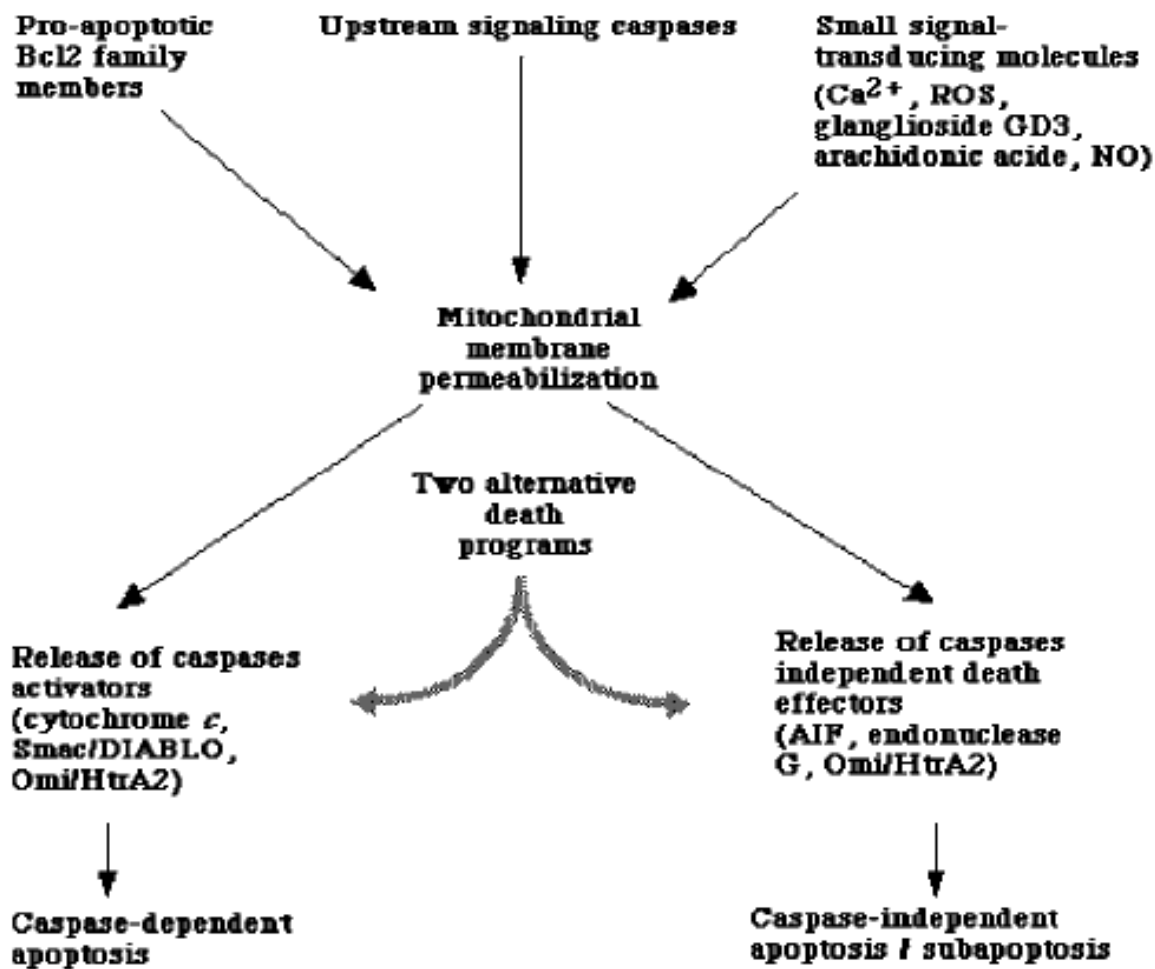 Pro-apoptotic
Bcl2 family
members
Upstream signaling caspases
Small signal-
transducing molecules
(Ca2+, ROS,
glanglioside GD3,
arachidonic acide, NO)
Mitochondrial
membrane
permeabilization
Two alternative
death
programs
Release of caspases
activators
(cytochrome c,
Smac/DIABLO,
Omi/HtrA2)
Release of caspases
independent death
effectors
(AIF, endonuclease
G, Omi/HtrA2)
Caspase-dependent
apoptosis
Caspase-independent
apoptosis / subapoptosis